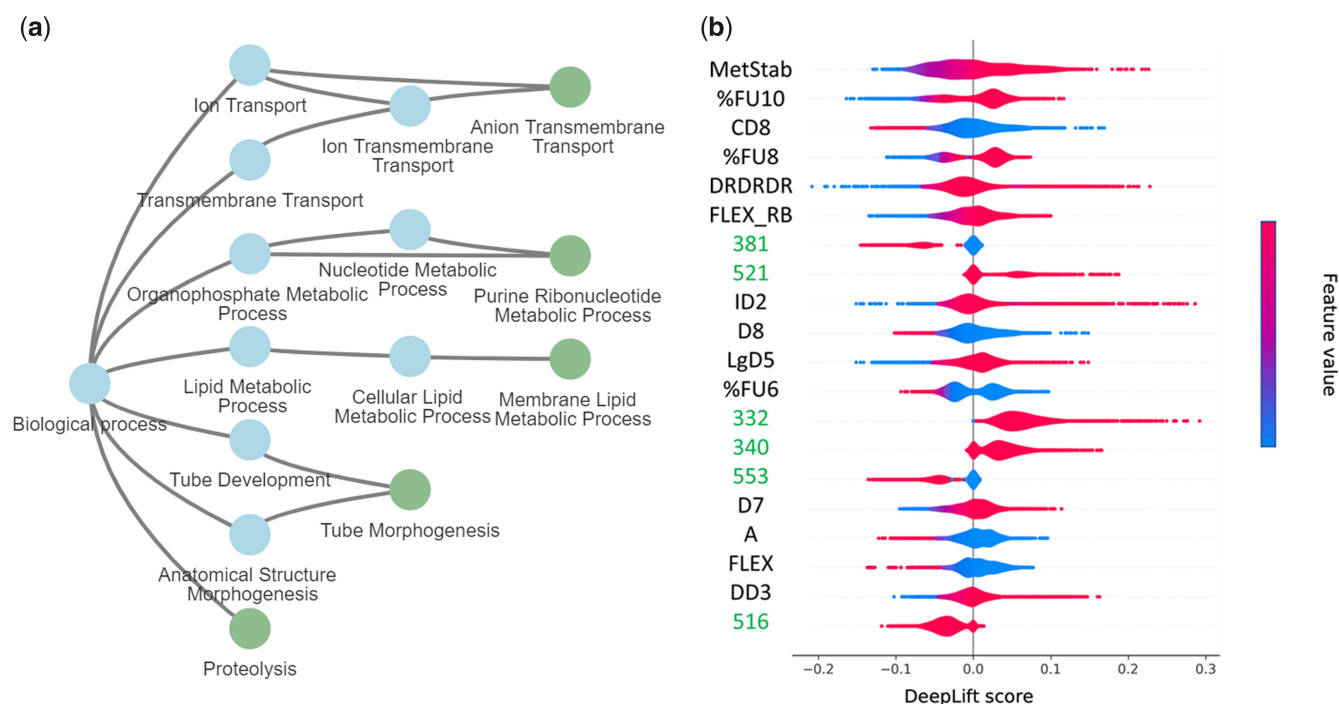 (a)
Ion Transport
Ion Transmembrane
Transport
Anion Transmembrane
Transport
Transmembrane Transport
Organophosphate Metabolic
Process
Nucleotide Metabolic
Process
Purine Ribonucleotide
Metabolic Process
Lipid Metabolic
Process
Cellular Lipid
Metabolic Process
Membrane Lipid
Metabolic Process
Biological process
Tube Development
Tube Morphogenesis
Anatomical Structure
Morphogenesis
Proteolysis
(b)
MetStab
%FU10
CD8
%FU8
DRDRDR
FLEX_RB
381
521
ID2
D8
LgD5
%FU6
332
340
553
D7
A
FLEX
DD3
516
−0.2 −0.1 0.0 0.1 0.2 0.3
DeepLift score
Feature value